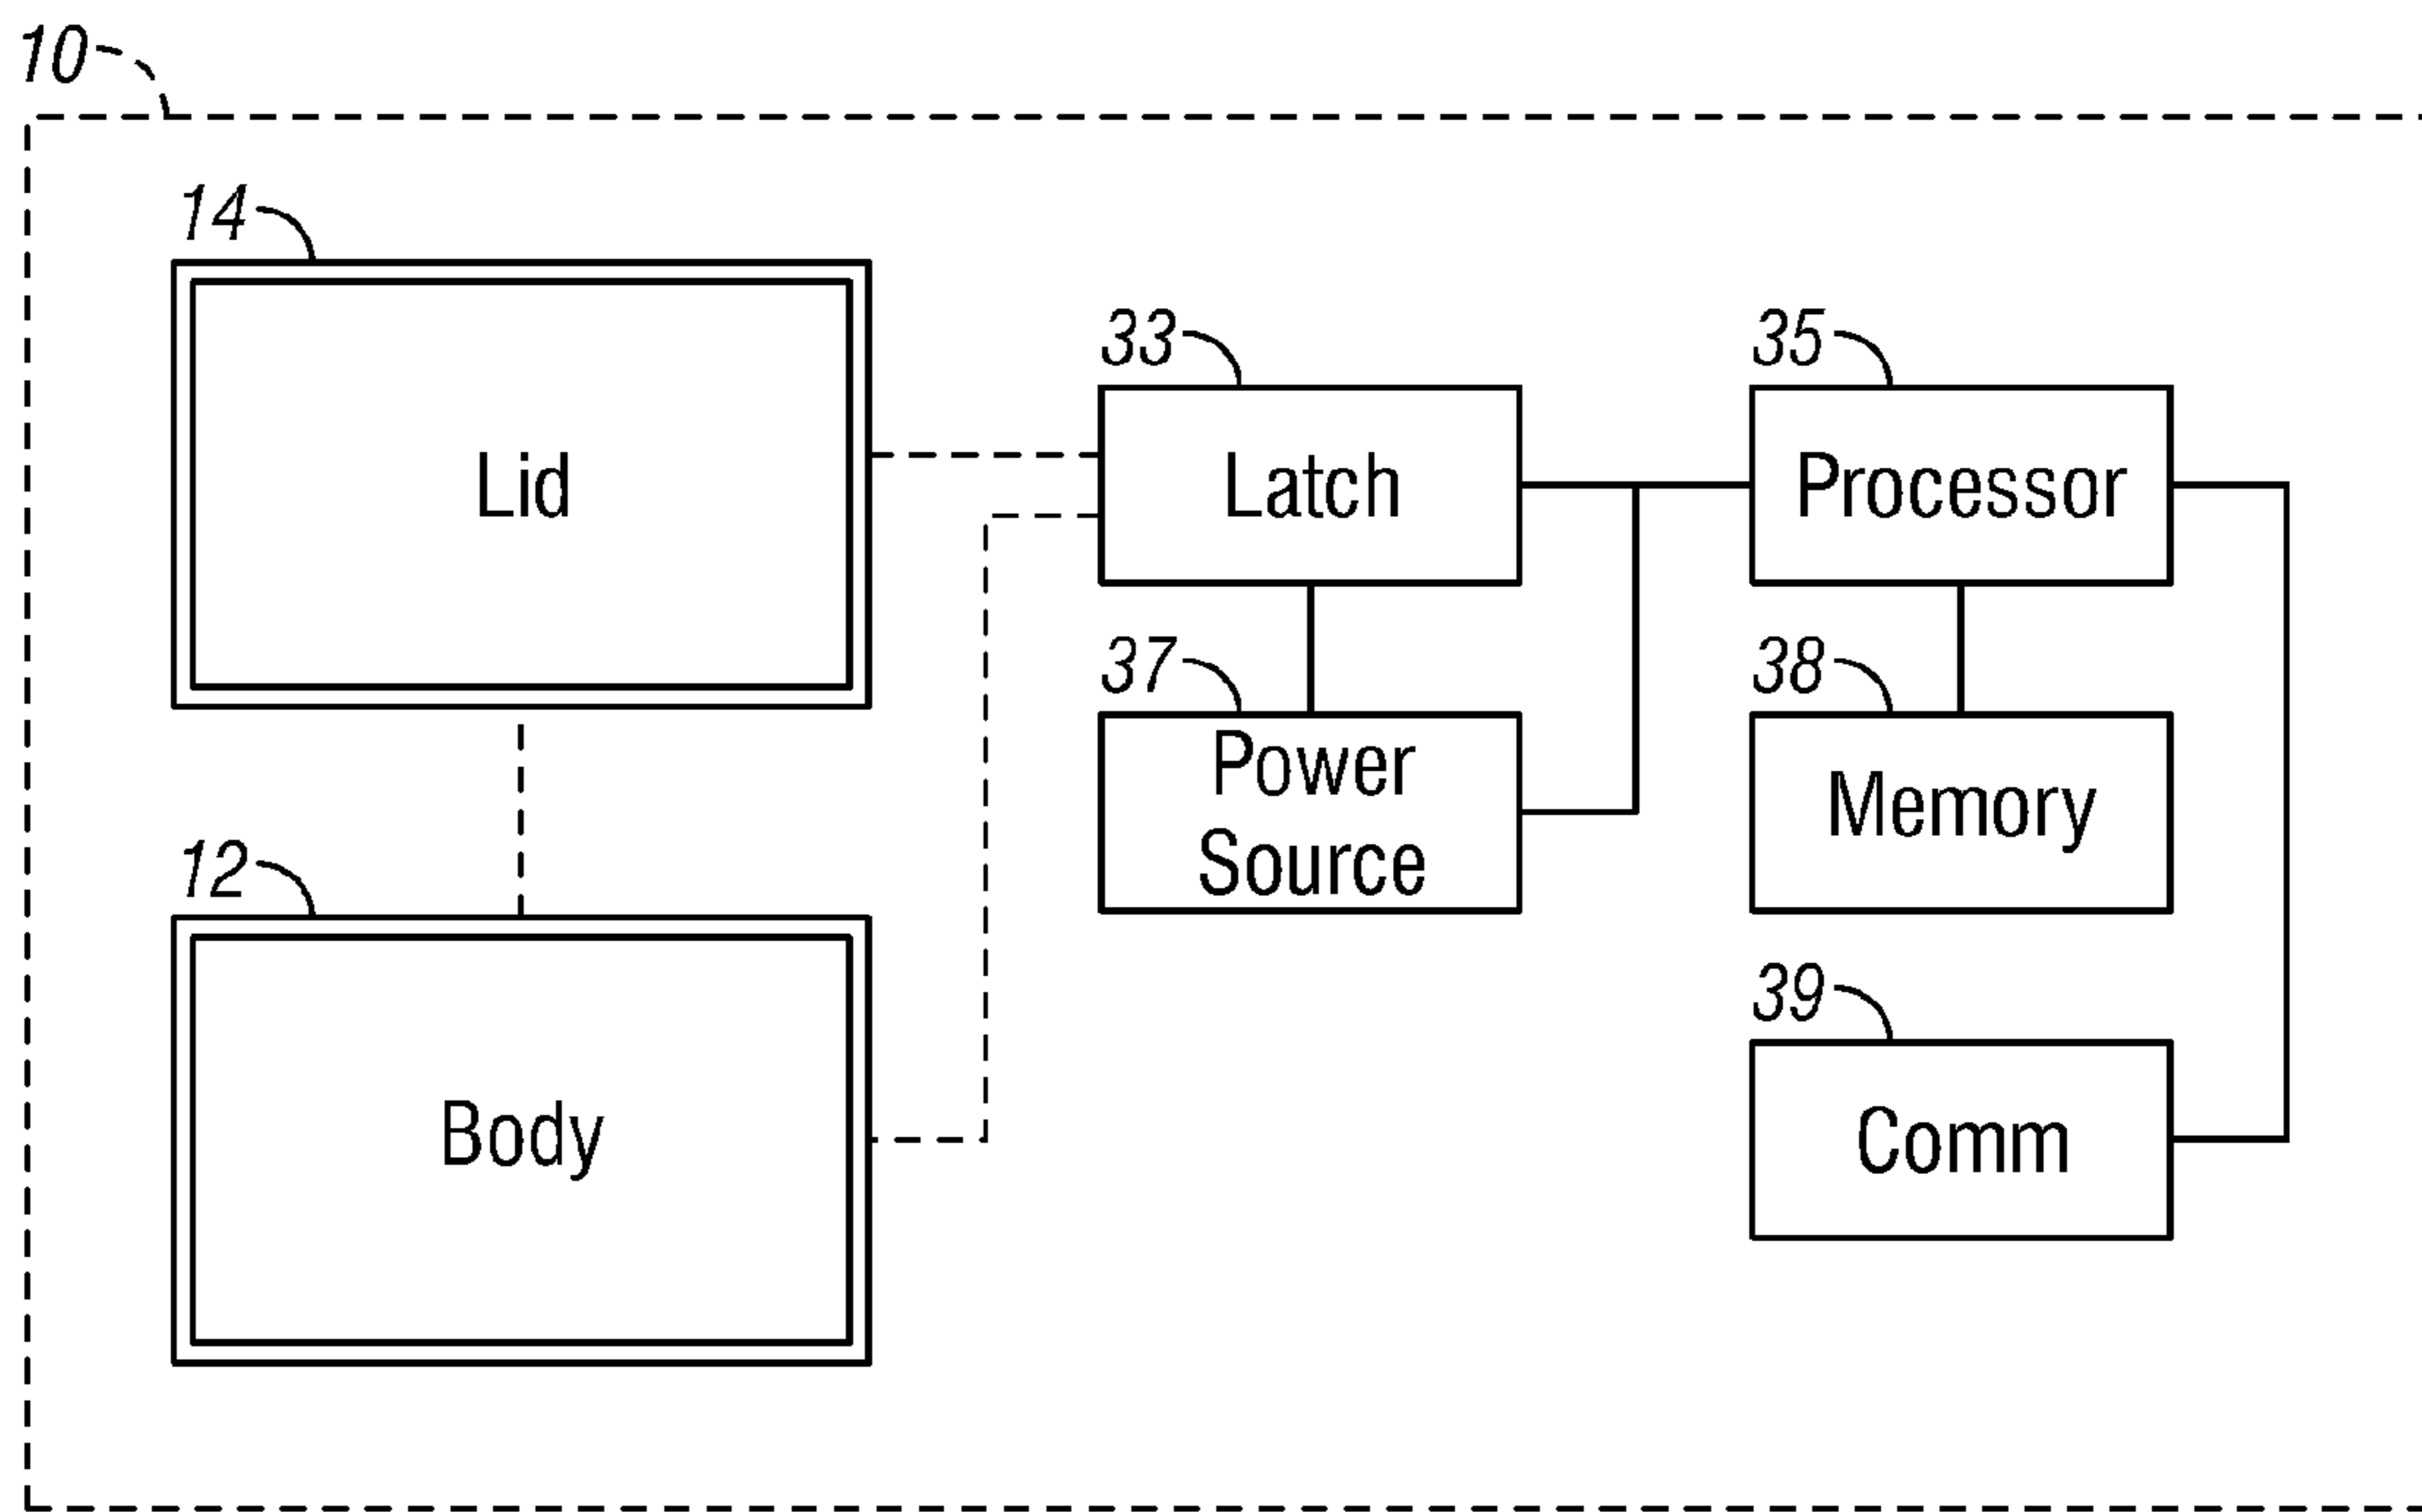 10
14
Lid
33
Latch
35
Processor
37
Power
Source
38
Memory
12
Body
39
Comm